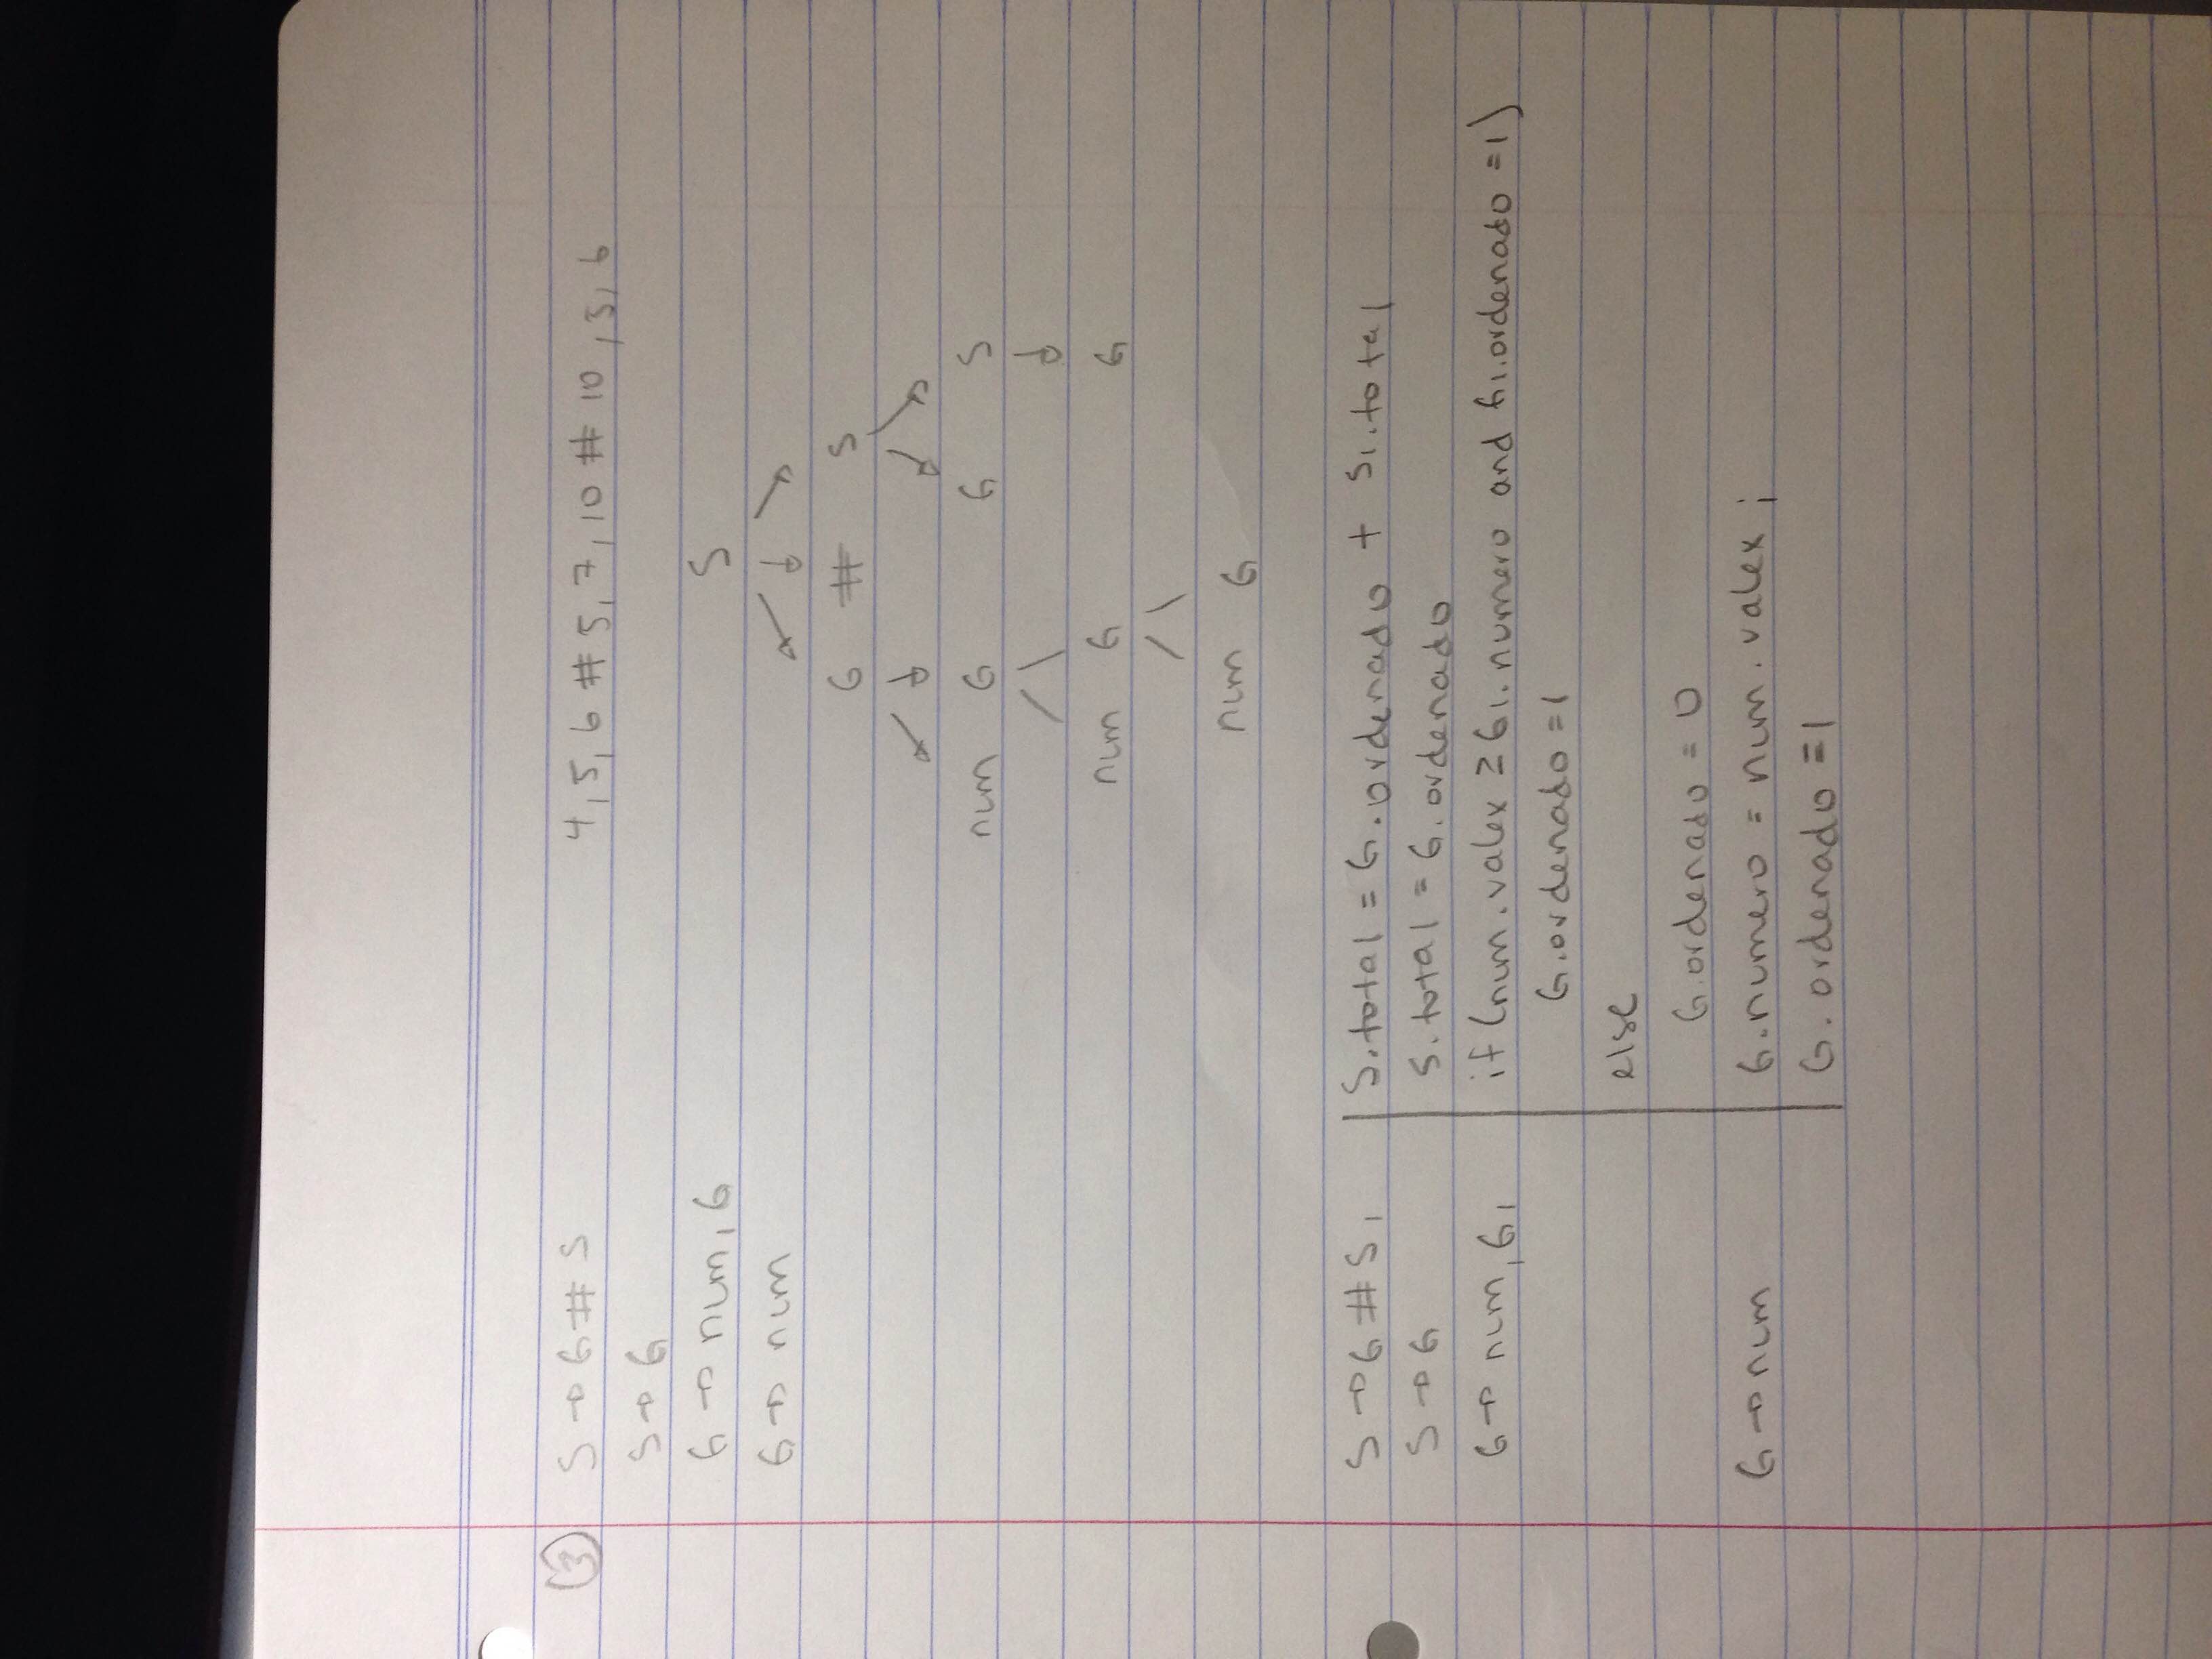 ③ S → G # S
4, 5, 6 # 5, 7, 10 # 10, 5, 6
S → G
G → num, G
G → num
S
G # S
num G G S
num G G
num G
S → G # S₁ | S.total = G.ordenado + S₁.total
S → G | S.total = G.ordenado
G → num, G₁ | if (num.valex ≥ G₁.numero and G₁.ordenado = 1)
G.ordenado = 1
else
G.ordenado = 0
G → num | G.numero = num.valex ;
G.ordenado = 1